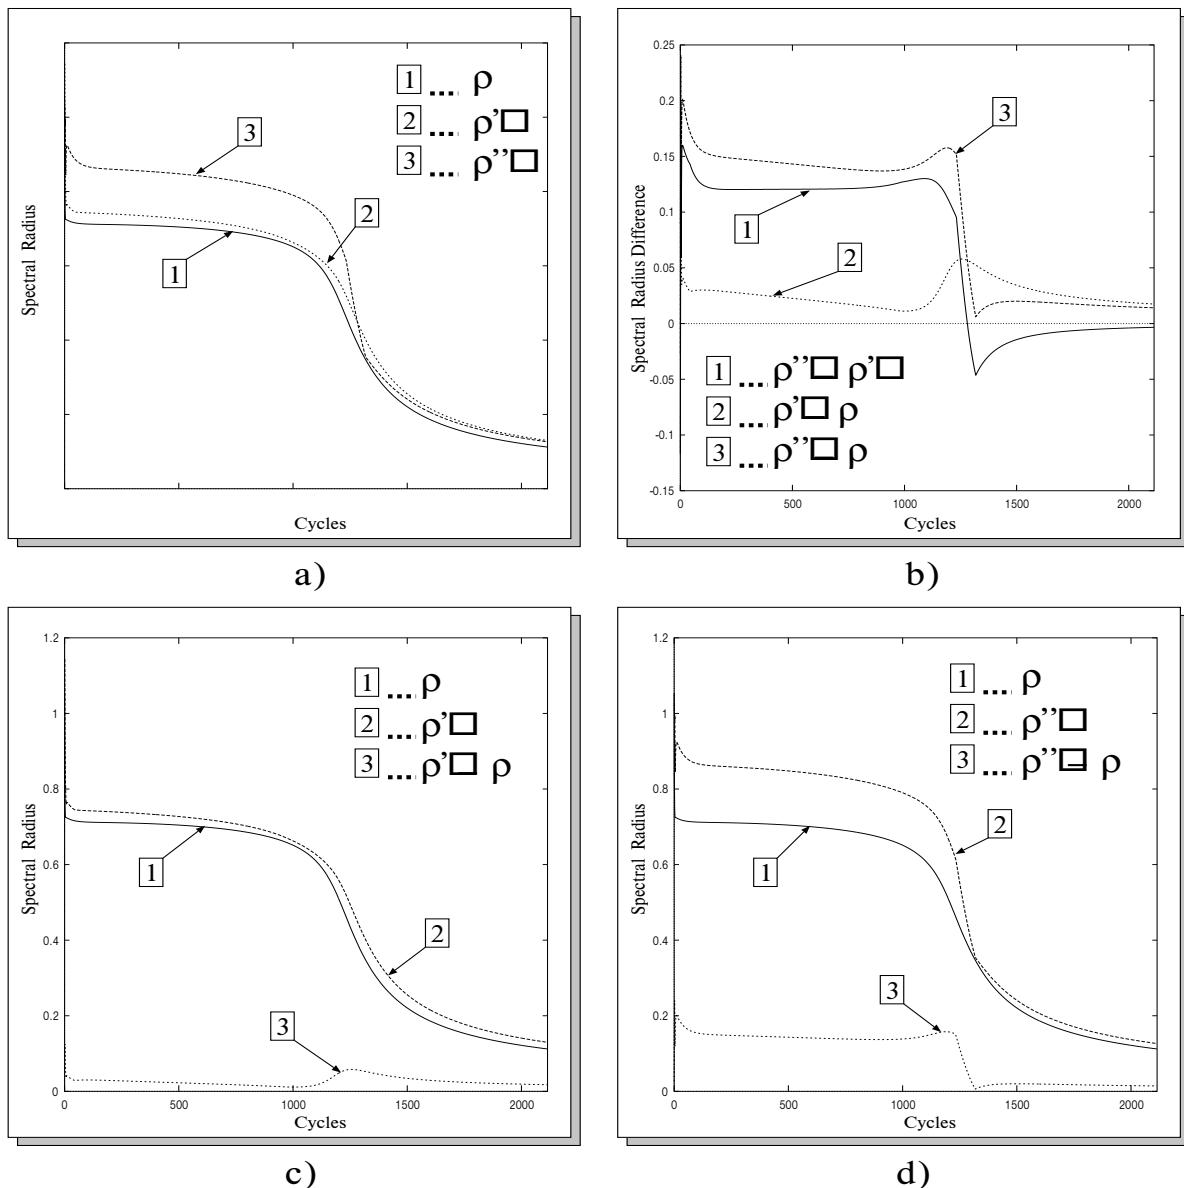 1 .... ρ
2 .... ρ'□
3 .... ρ''□
3
2
1
Spectral Radius
Cycles
a)
0.25
0.2
0.15
0.1
0.05
0
-0.05
-0.1
-0.15
Spectral Radius Difference
3
1
2
1 .... ρ''□ ρ'□
2 .... ρ'□ ρ
3 .... ρ''□ ρ
0 500 1000 1500 2000
Cycles
b)
1.2
1
0.8
0.6
0.4
0.2
0
Spectral Radius
1 .... ρ
2 .... ρ'□
3 .... ρ'□ ρ
1
2
3
0 500 1000 1500 2000
Cycles
c)
1.2
1
0.8
0.6
0.4
0.2
0
Spectral Radius
1 .... ρ
2 .... ρ''□
3 .... ρ''□ ρ
2
1
3
0 500 1000 1500 2000
Cycles
d)